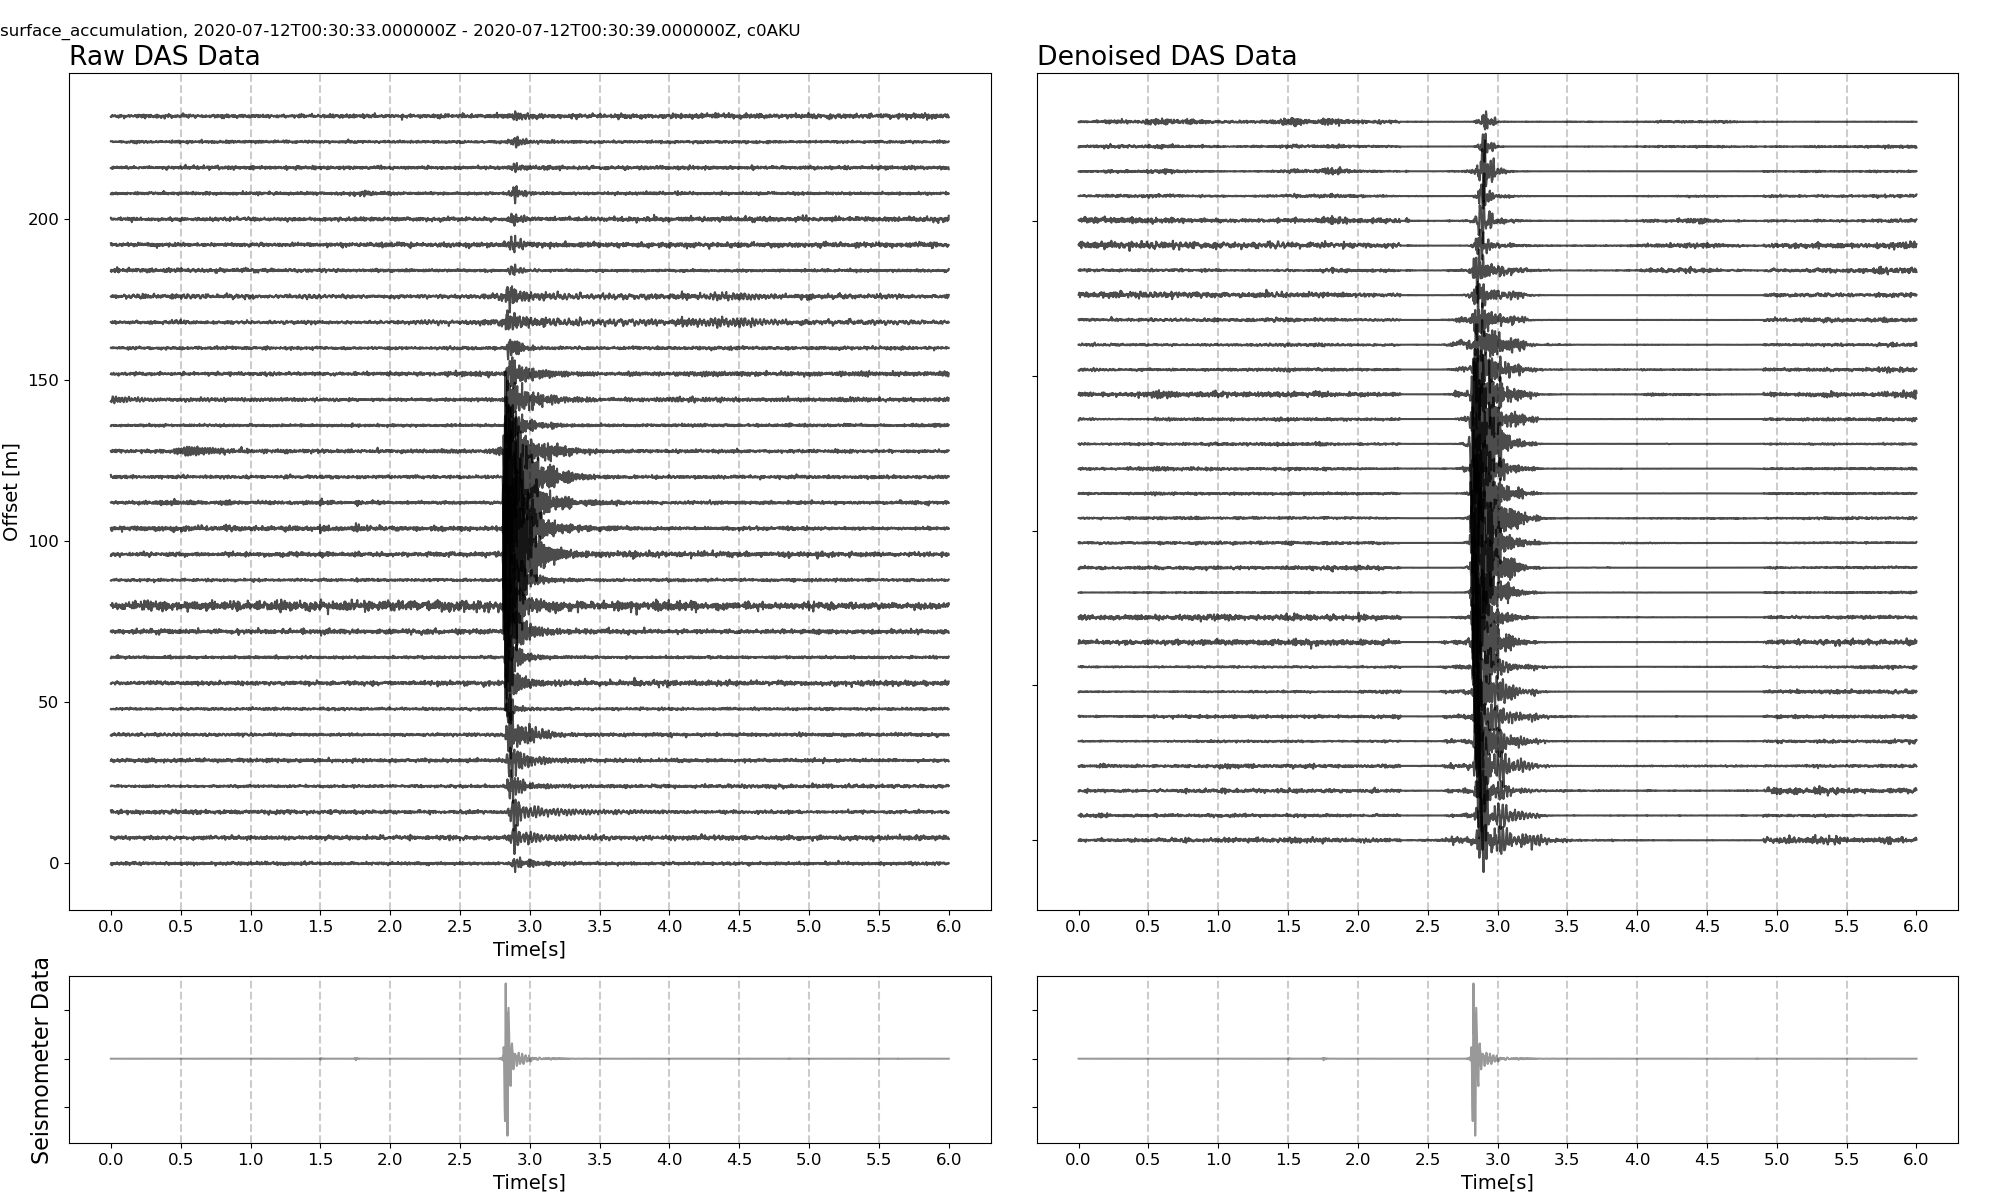 surface_accumulation, 2020-07-12T00:30:33.000000Z - 2020-07-12T00:30:39.000000Z, c0AKU
Raw DAS Data
Denoised DAS Data
Offset [m]
200
150
100
50
0
0.0 0.5 1.0 1.5 2.0 2.5 3.0 3.5 4.0 4.5 5.0 5.5 6.0
Time[s]
0.0 0.5 1.0 1.5 2.0 2.5 3.0 3.5 4.0 4.5 5.0 5.5 6.0
Seismometer Data
0.0 0.5 1.0 1.5 2.0 2.5 3.0 3.5 4.0 4.5 5.0 5.5 6.0
Time[s]
0.0 0.5 1.0 1.5 2.0 2.5 3.0 3.5 4.0 4.5 5.0 5.5 6.0
Time[s]